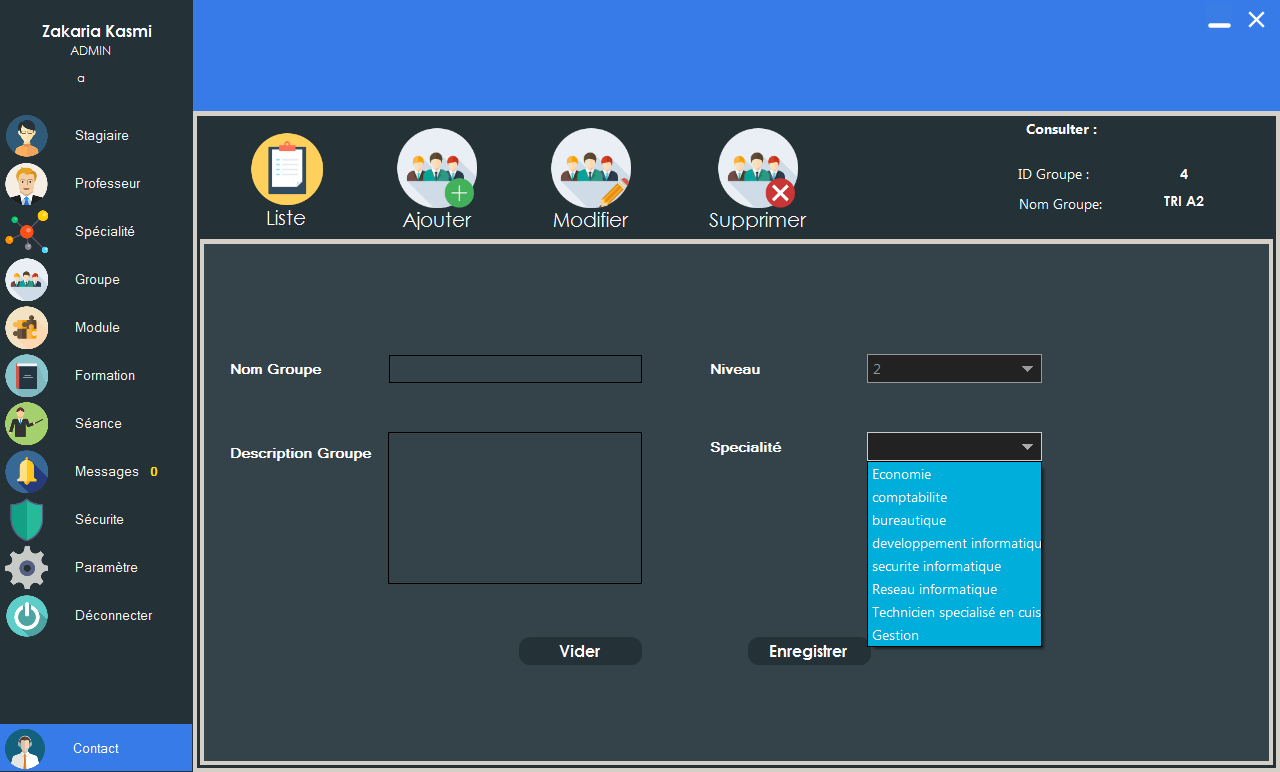 Zakaria Kasmi
ADMIN
a
Stagiaire
Professeur
Spécialité
Groupe
Module
Formation
Séance
Messages 0
Sécurite
Paramètre
Déconnecter
Contact
Liste
Ajouter
Modifier
Supprimer
Consulter :
ID Groupe : 4
Nom Groupe: TRI A2
Nom Groupe
Niveau
2
Description Groupe
Specialité
Economie
comptabilite
bureautique
developpement informatiqu
securite informatique
Reseau informatique
Technicien specialisé en cuis
Gestion
Vider
Enregistrer